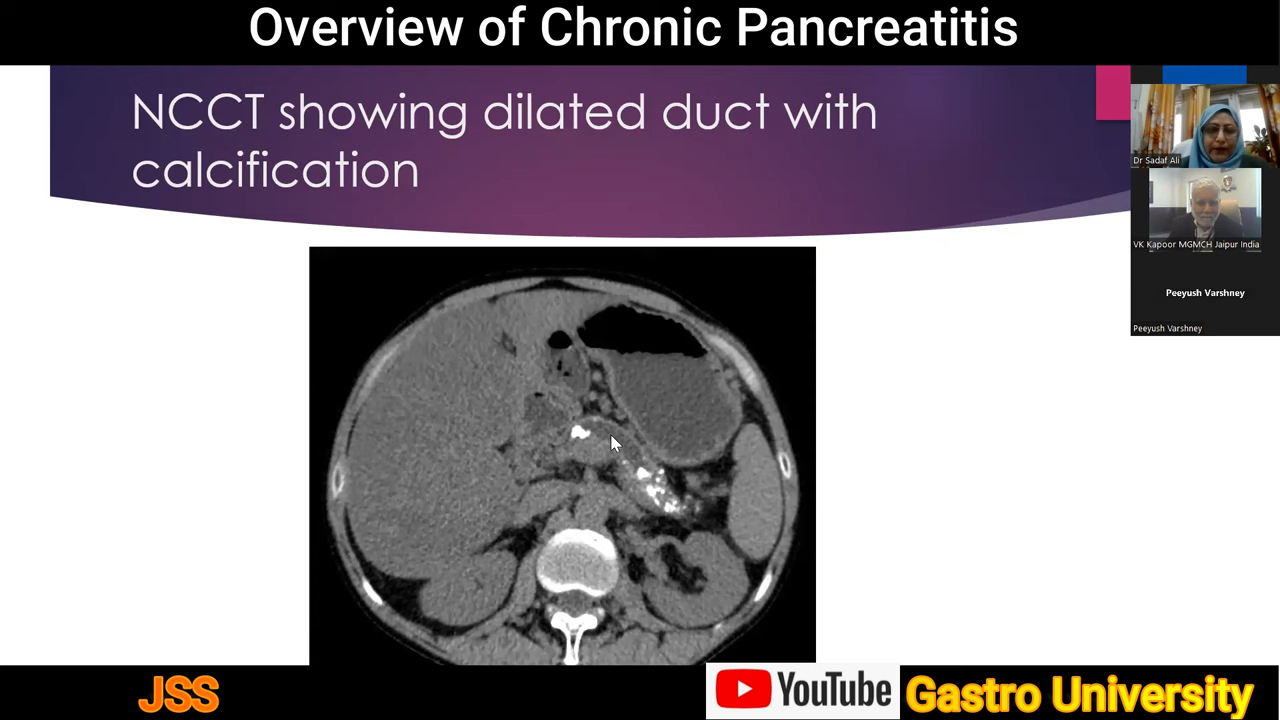 Overview of Chronic Pancreatitis
NCCT showing dilated duct with
calcification
Dr Sadaf Ali
VK Kapoor MGMCH Jaipur India
Peeyush Varshney
Peeyush Varshney
JSS
YouTube
Gastro University